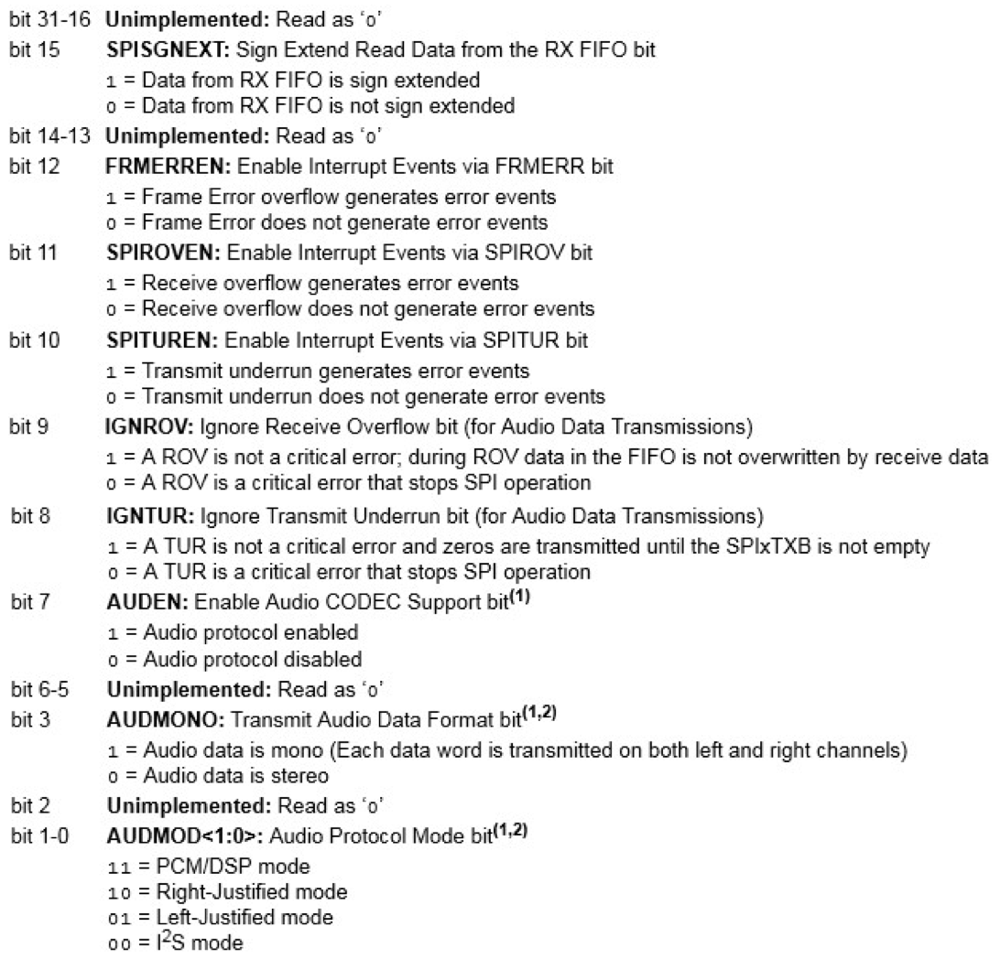 bit 31-16 Unimplemented: Read as ‘0’
bit 15 SPISGNEXT: Sign Extend Read Data from the RX FIFO bit
1 = Data from RX FIFO is sign extended
0 = Data from RX FIFO is not sign extended
bit 14-13 Unimplemented: Read as ‘0’
bit 12 FRMERREN: Enable Interrupt Events via FRMERR bit
1 = Frame Error overflow generates error events
0 = Frame Error does not generate error events
bit 11 SPIROVEN: Enable Interrupt Events via SPIROV bit
1 = Receive overflow generates error events
0 = Receive overflow does not generate error events
bit 10 SPITUREN: Enable Interrupt Events via SPITUR bit
1 = Transmit underrun generates error events
0 = Transmit underrun does not generate error events
bit 9 IGNROV: Ignore Receive Overflow bit (for Audio Data Transmissions)
1 = A ROV is not a critical error; during ROV data in the FIFO is not overwritten by receive data
0 = A ROV is a critical error that stops SPI operation
bit 8 IGNTUR: Ignore Transmit Underrun bit (for Audio Data Transmissions)
1 = A TUR is not a critical error and zeros are transmitted until the SPIxTXB is not empty
0 = A TUR is a critical error that stops SPI operation
bit 7 AUDEN: Enable Audio CODEC Support bit(1)
1 = Audio protocol enabled
0 = Audio protocol disabled
bit 6-5 Unimplemented: Read as ‘0’
bit 3 AUDMONO: Transmit Audio Data Format bit(1,2)
1 = Audio data is mono (Each data word is transmitted on both left and right channels)
0 = Audio data is stereo
bit 2 Unimplemented: Read as ‘0’
bit 1-0 AUDMOD<1:0>: Audio Protocol Mode bit(1,2)
11 = PCM/DSP mode
10 = Right-Justified mode
01 = Left-Justified mode
00 = I2S mode